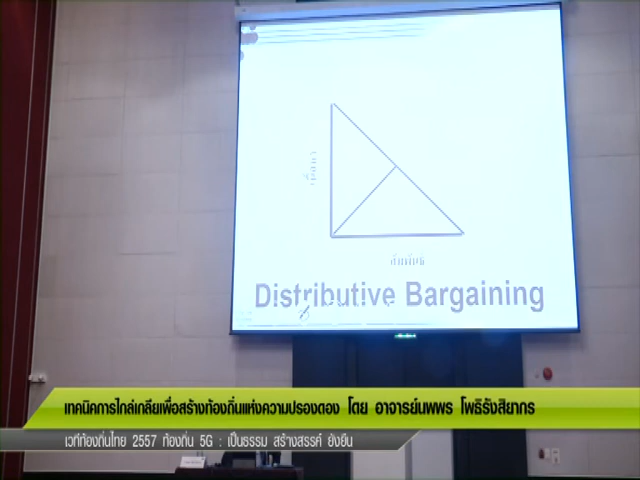 Distributive Bargaining
เทคนิคการไกล่เกลี่ยเพื่อสร้างท้องถิ่นแห่งความปรองดอง โดย อาจารย์นพพร โพธิรังสิยากร
เวทีท้องถิ่นไทย 2557 ท้องถิ่น 5G : เป็นธรรม สร้างสรรค์ ยั่งยืน